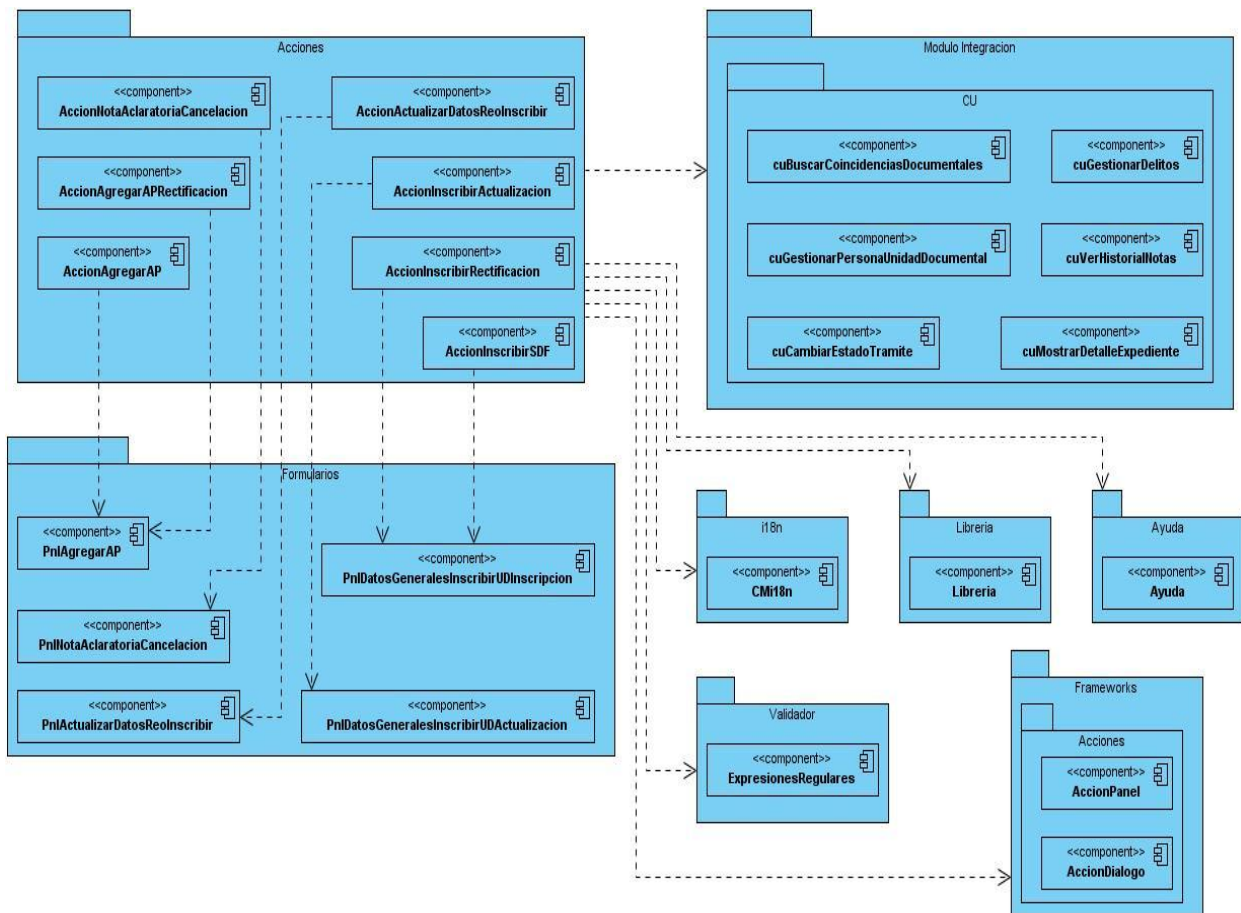 Acciones
<<component>>
AccionNotaAclaratoriaCancelacion
<<component>>
AccionActualizarDatosReoInscribir
<<component>>
AccionAgregarAPRectificacion
<<component>>
AccionInscribirActualizacion
<<component>>
AccionAgregarAP
<<component>>
AccionInscribirRectificacion
<<component>>
AccionInscribirSDF
Modulo Integracion
CU
<<component>>
cuBuscarCoincidenciasDocumentales
<<component>>
cuGestionarDelitos
<<component>>
cuGestionarPersonaUnidadDocumental
<<component>>
cuVerHistorialNotas
<<component>>
cuCambiarEstadoTramite
<<component>>
cuMostrarDetalleExpediente
Formularios
<<component>>
PnlAgregarAP
<<component>>
PnlDatosGeneralesInscribirUDInscripcion
<<component>>
PnlNotaAclaratoriaCancelacion
<<component>>
PnlActualizarDatosReoInscribir
<<component>>
PnlDatosGeneralesInscribirUDActualizacion
i18n
<<component>>
CMi18n
Libreria
<<component>>
Libreria
Ayuda
<<component>>
Ayuda
Validador
<<component>>
ExpresionesRegulares
Frameworks
Acciones
<<component>>
AccionPanel
<<component>>
AccionDialogo